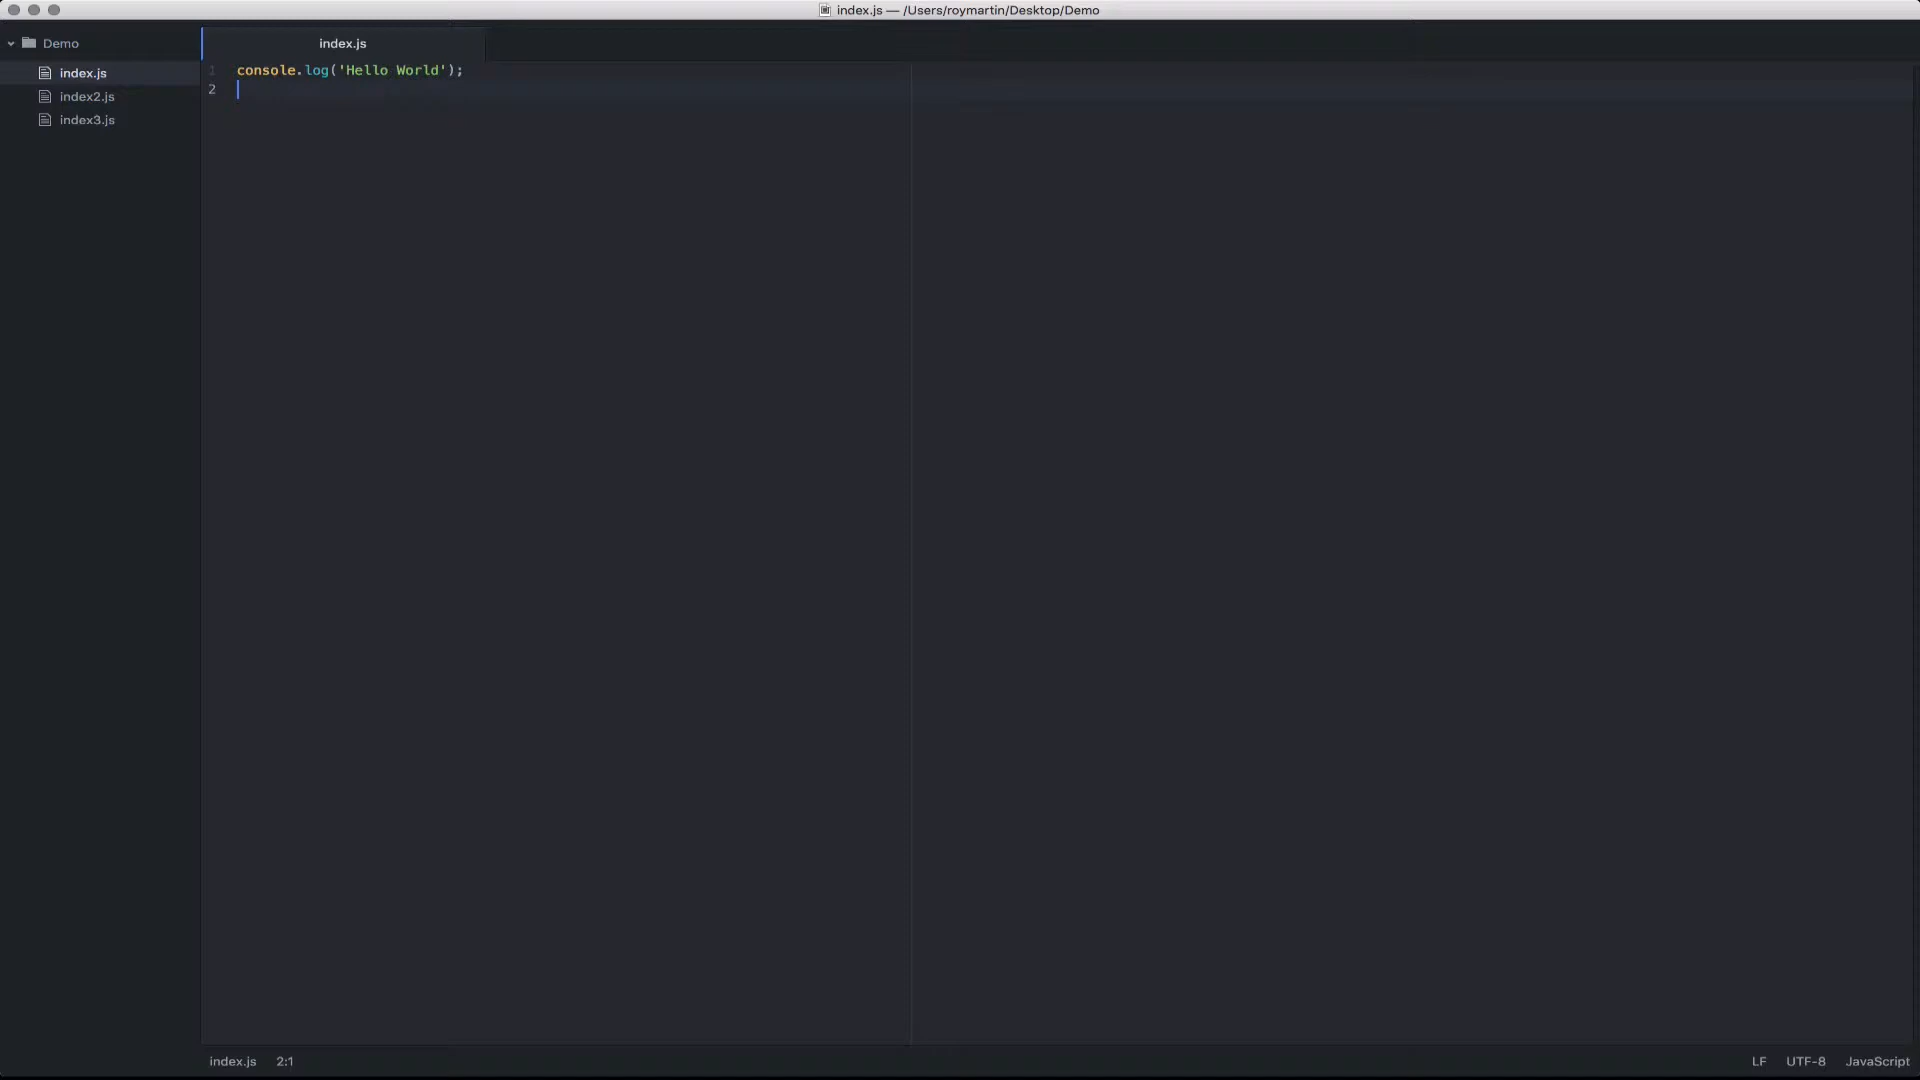 index.js — /Users/roymartin/Desktop/Demo
Demo
index.js
index2.js
index3.js
index.js
1 console.log('Hello World');
2
index.js 2:1
LF UTF-8 JavaScript